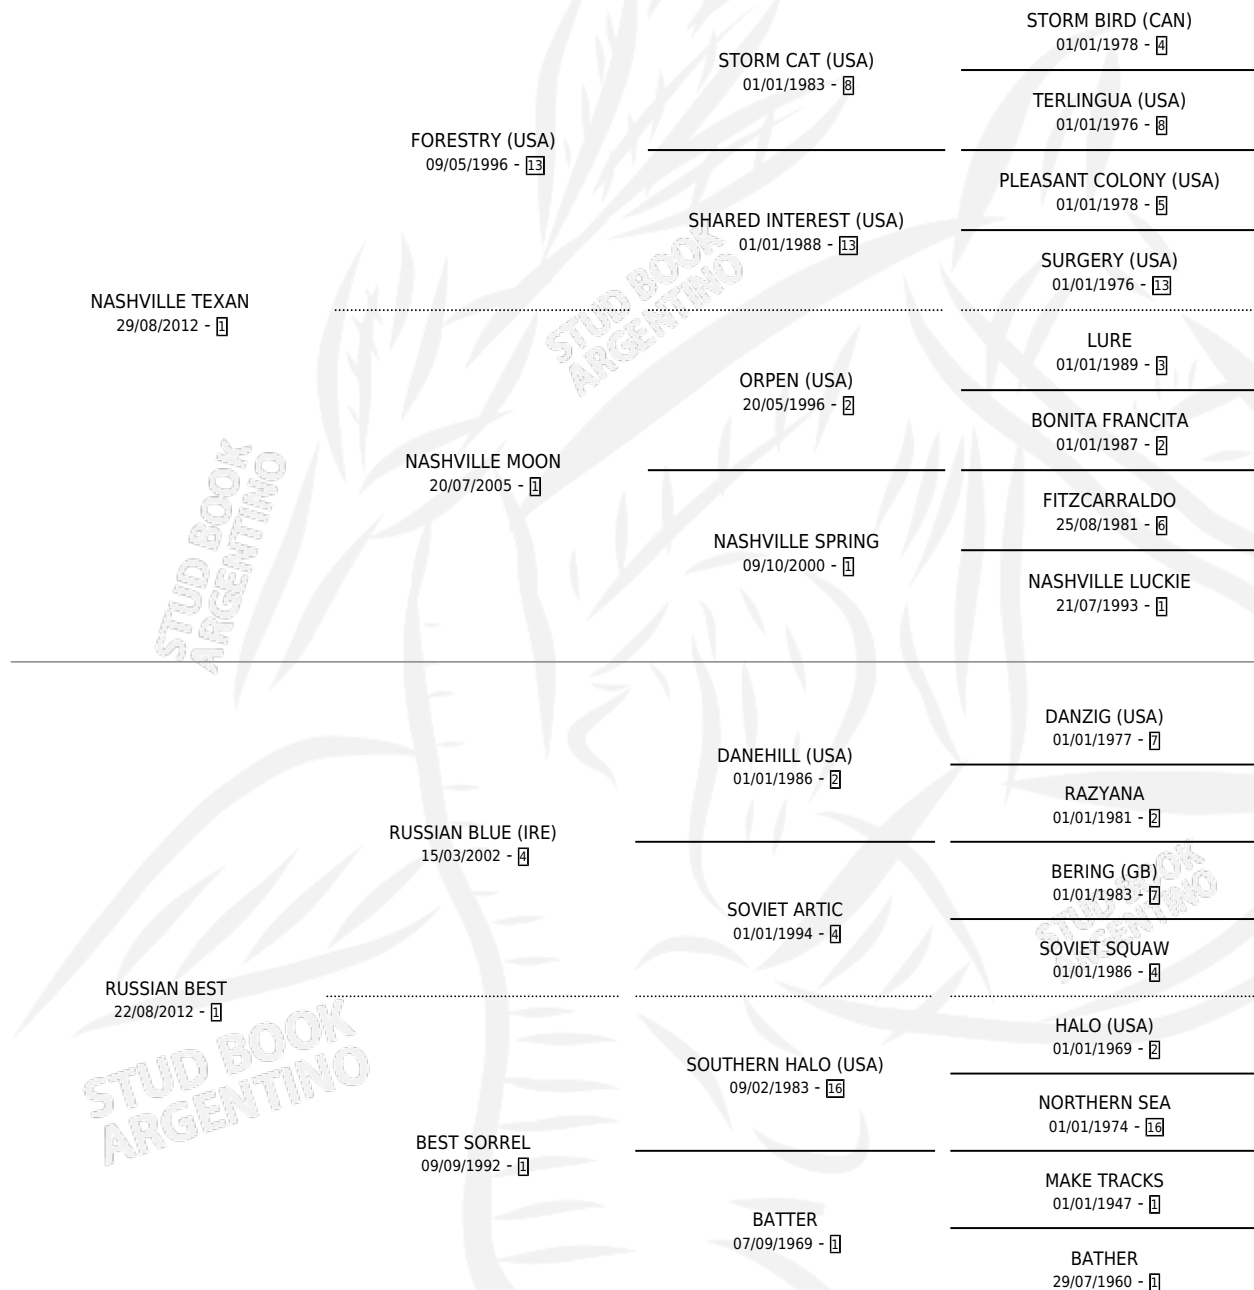 STORM BIRD (CAN)
01/01/1978 - 4
STORM CAT (USA)
01/01/1983 - 8
TERLINGUA (USA)
01/01/1976 - 8
FORESTRY (USA)
09/05/1996 - 13
PLEASANT COLONY (USA)
01/01/1978 - 5
SHARED INTEREST (USA)
01/01/1988 - 13
SURGERY (USA)
01/01/1976 - 13
NASHVILLE TEXAN
29/08/2012 - 1
LURE
01/01/1989 - 3
ORPEN (USA)
20/05/1996 - 2
BONITA FRANCITA
01/01/1987 - 2
NASHVILLE MOON
20/07/2005 - 1
FITZCARRALDO
25/08/1981 - 6
NASHVILLE SPRING
09/10/2000 - 1
NASHVILLE LUCKIE
21/07/1993 - 1
DANZIG (USA)
01/01/1977 - 7
DANEHILL (USA)
01/01/1986 - 2
RAZYANA
01/01/1981 - 2
RUSSIAN BLUE (IRE)
15/03/2002 - 4
BERING (GB)
01/01/1983 - 7
SOVIET ARTIC
01/01/1994 - 4
SOVIET SQUAW
01/01/1986 - 4
RUSSIAN BEST
22/08/2012 - 1
HALO (USA)
01/01/1969 - 2
SOUTHERN HALO (USA)
09/02/1983 - 16
NORTHERN SEA
01/01/1974 - 16
BEST SORREL
09/09/1992 - 1
MAKE TRACKS
01/01/1947 - 1
BATTER
07/09/1969 - 1
BATHER
29/07/1960 - 1
STUD BOOK
ARGENTINO
STUD BOOK
ARGENTINO
STUD BOOK
ARGENTINO
STUD BOOK
ARGENTINO